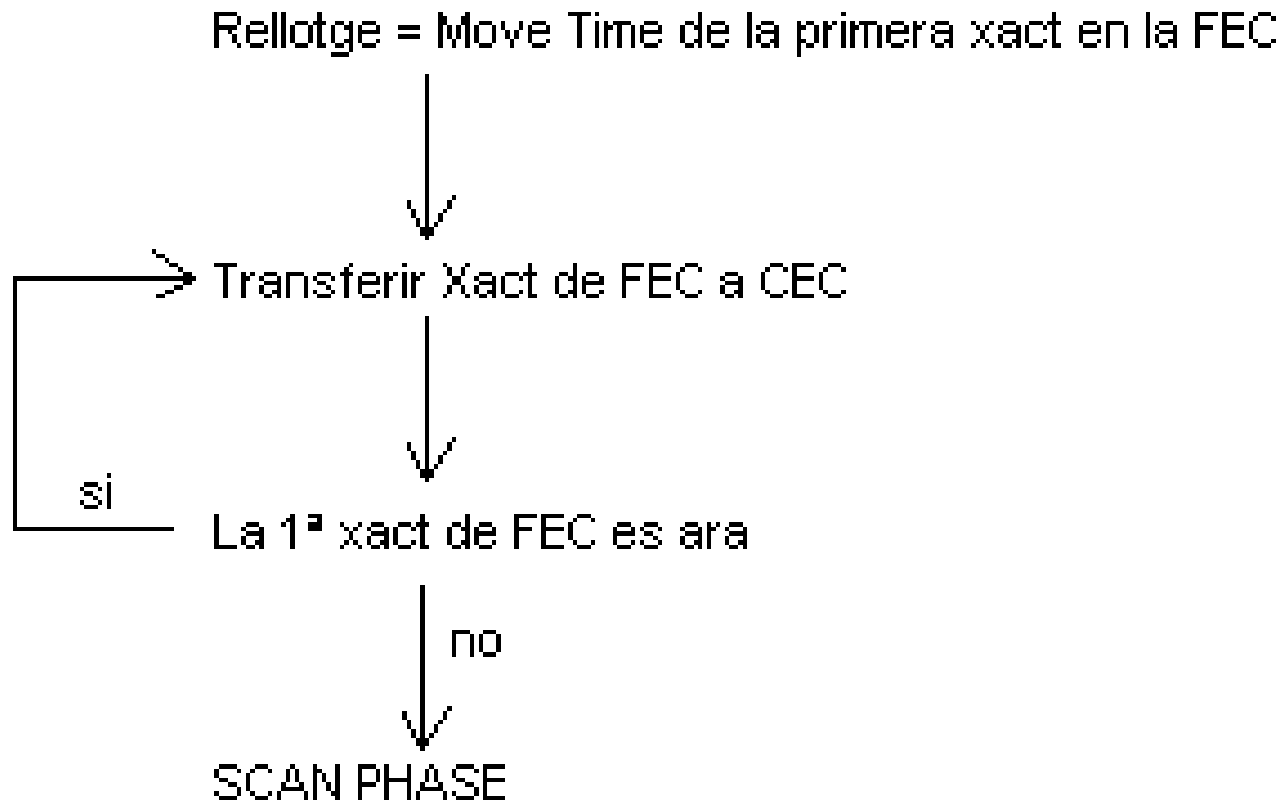 Rellotge = Move Time de la primera xact en la FEC
Transferir Xact de FEC a CEC
si
La 1ª xact de FEC es ara
no
SCAN PHASE